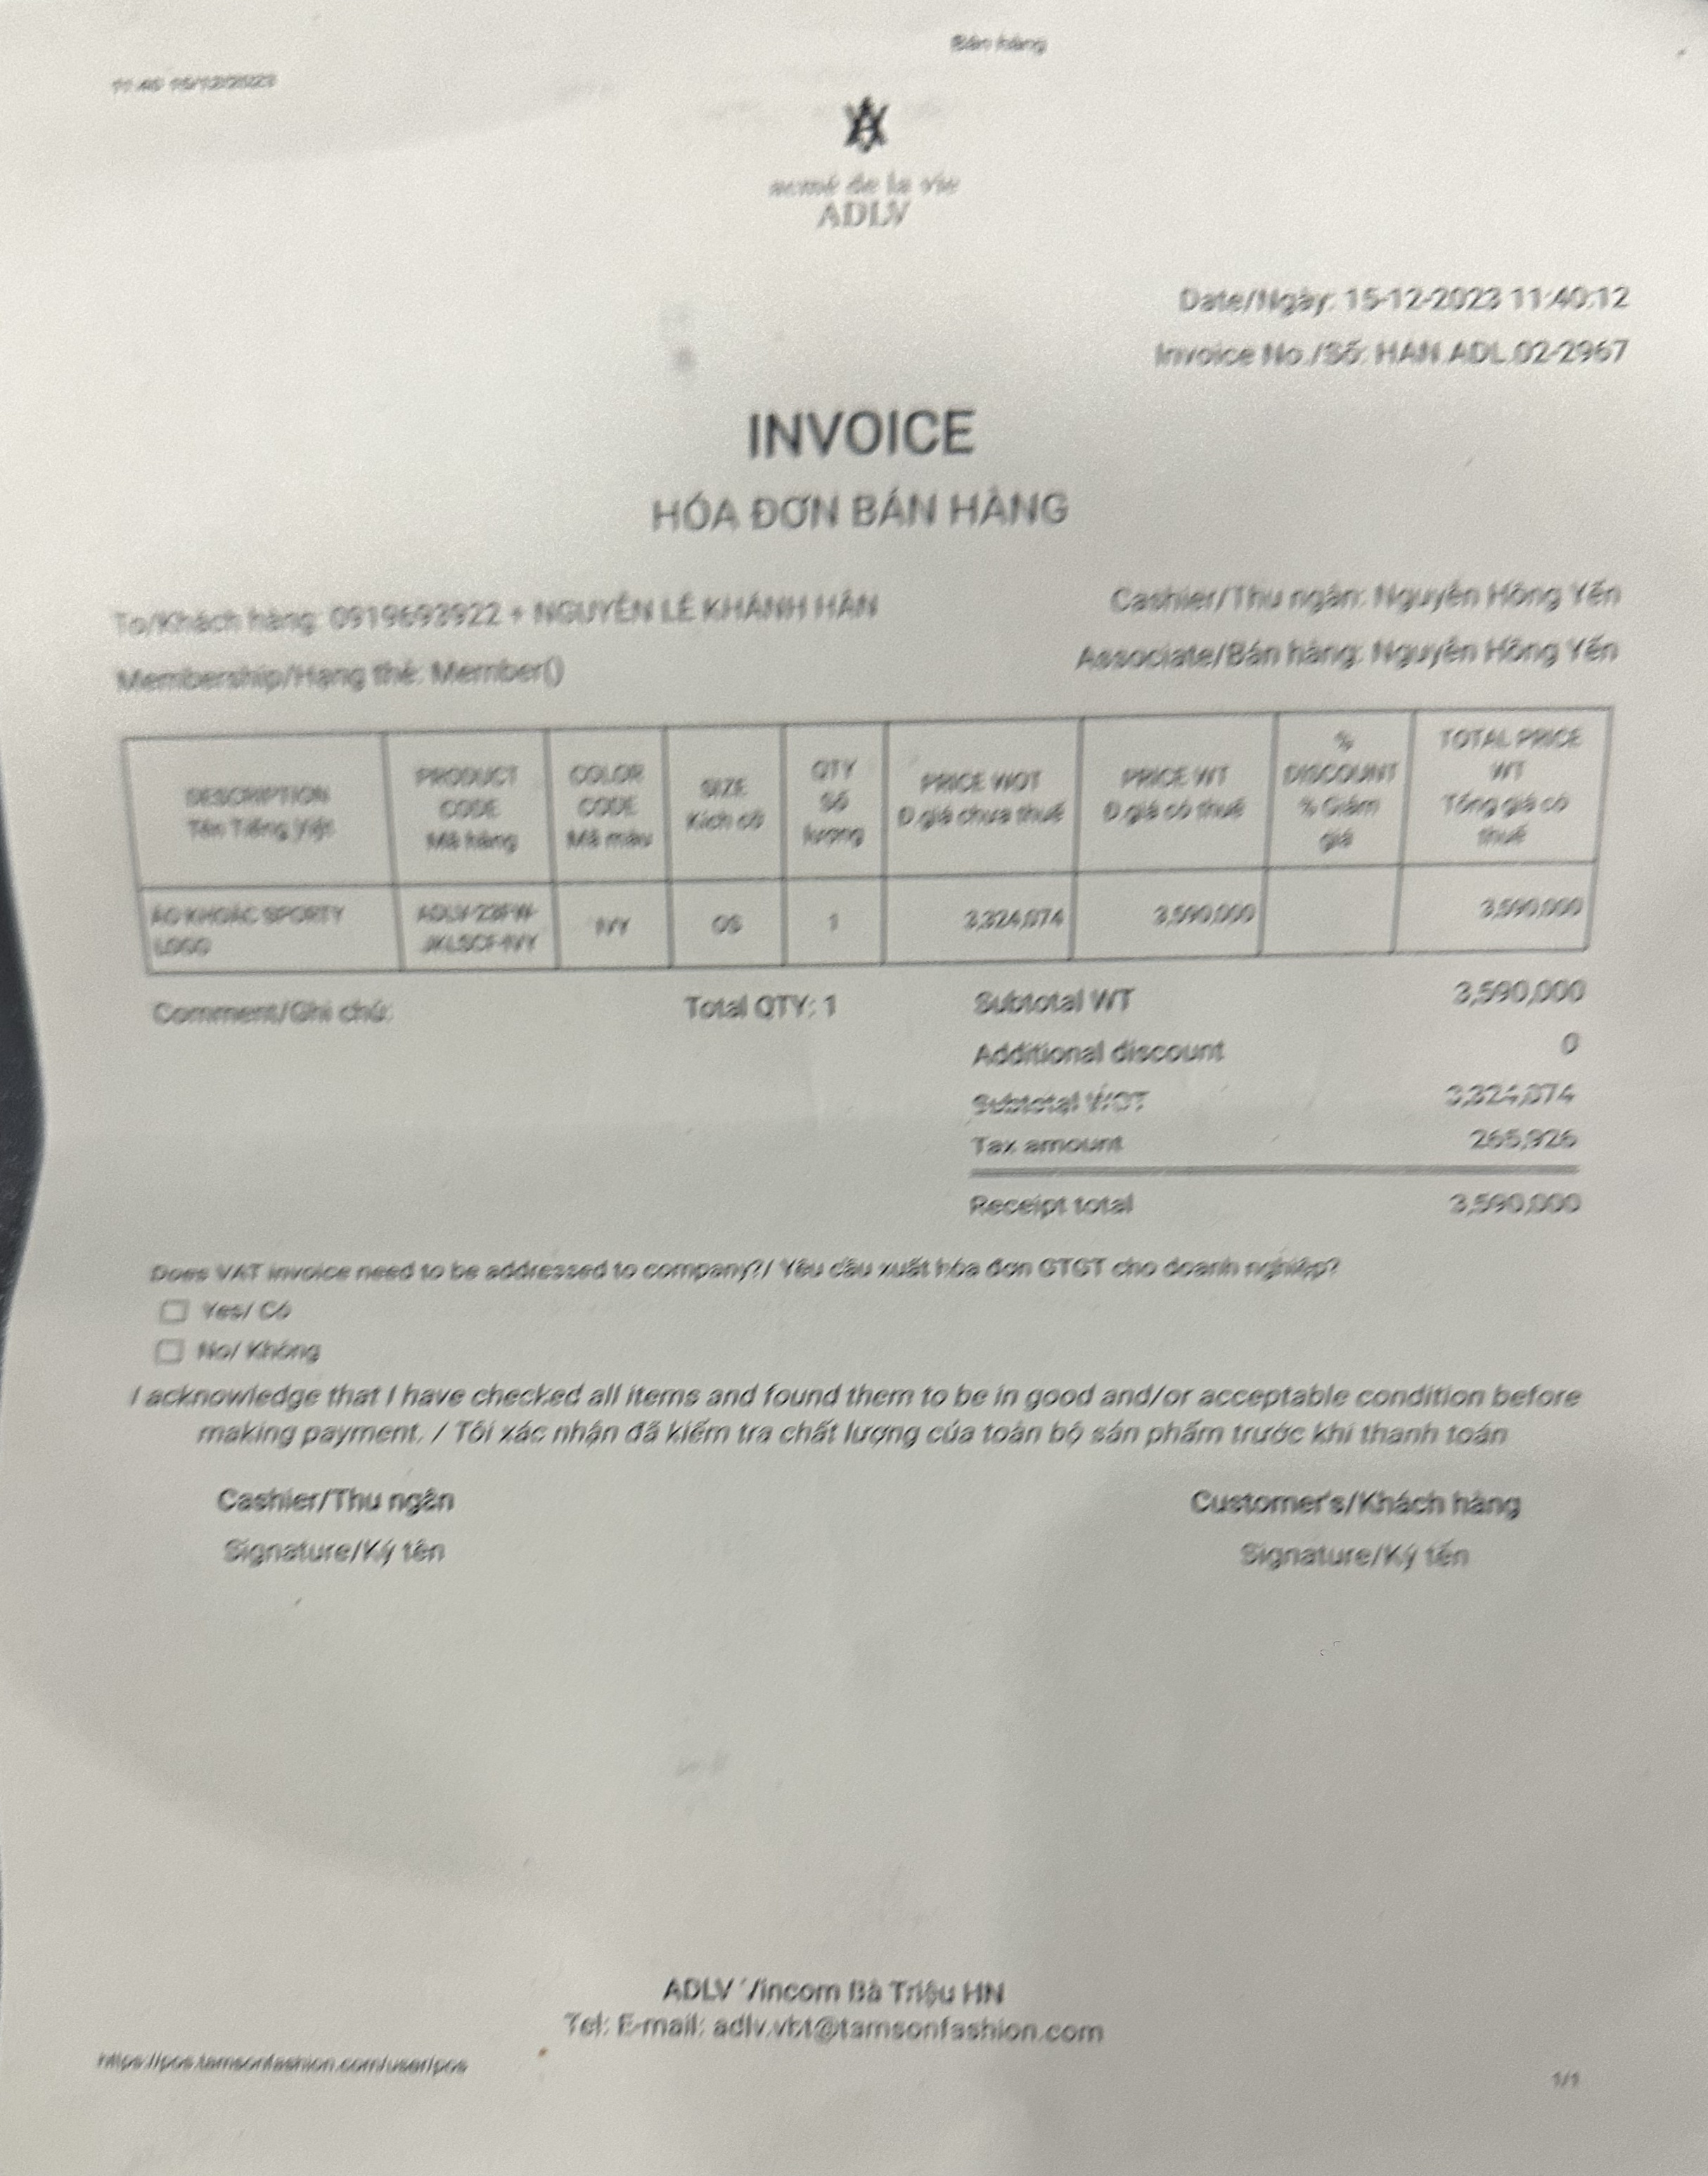 Bán hàng
11:40 15/12/2023
acmé de la vie
ADLV
Date/Ngày: 15-12-2023 11:40:12
Invoice No./Số: HAN.ADL.02-2967
INVOICE
HÓA ĐƠN BÁN HÀNG
To/Khách hàng: 0919693922 + NGUYỄN LÊ KHÁNH HÂN
Cashier/Thu ngân: Nguyễn Hồng Yến
Membership/Hạng thẻ: Member()
Associate/Bán hàng: Nguyễn Hồng Yến
DESCRIPTION
Tên Tiếng Việt
PRODUCT
CODE
Mã hàng
COLOR
CODE
Mã màu
SIZE
Kích cỡ
QTY
Số
lượng
PRICE WOT
Đ.giá chưa thuế
PRICE WT
Đ.giá có thuế
%
DISCOUNT
% Giảm
giá
TOTAL PRICE
WT
Tổng giá có
thuế
ÁO KHOÁC SPORTY
LOGO
ADLV-23FW-
IVY
OS
1
3,324,074
3,590,000
3,590,000
Comment/Ghi chú:
Total QTY: 1
Subtotal WT 3,590,000
Additional discount 0
Subtotal WOT 3,324,074
Tax amount 265,926
Receipt total 3,590,000
Does VAT invoice need to be addressed to company?/ Yêu cầu xuất hóa đơn GTGT cho doanh nghiệp?
Yes/ Có
No/ Không
I acknowledge that I have checked all items and found them to be in good and/or acceptable condition before
making payment. / Tôi xác nhận đã kiểm tra chất lượng của toàn bộ sản phẩm trước khi thanh toán
Cashier/Thu ngân
Customer's/Khách hàng
Signature/Ký tên
Signature/Ký tên
ADLV Vincom Bà Triệu HN
Tel: E-mail: adlv.vbt@tamsonfashion.com
https://pos.tamsonfashion.com/user/pos
1/1